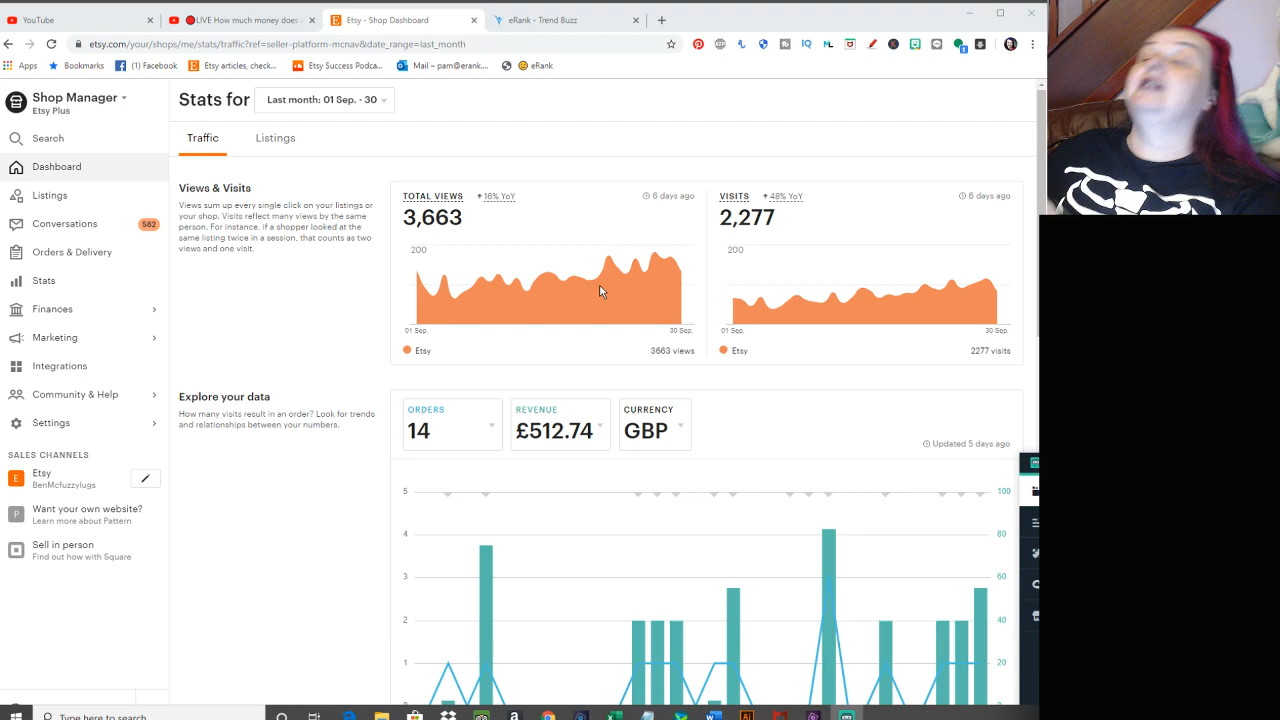 YouTube
LIVE How much money does
Etsy - Shop Dashboard
eRank - Trend Buzz
etsy.com/your/shops/me/stats/traffic?ref=seller-platform-mcnav&date_range=last_month
Apps
Bookmarks
(1) Facebook
Etsy articles, check...
Etsy Success Podca...
Mail – pam@erank....
eRank
Shop Manager
Etsy Plus
Search
Dashboard
Listings
Conversations
582
Orders & Delivery
Stats
Finances
Marketing
Integrations
Community & Help
Settings
SALES CHANNELS
E
Etsy
BenMcfuzzylugs
P
Want your own website?
Learn more about Pattern
Sell in person
Find out how with Square
Stats for
Last month: 01 Sep. - 30
Traffic
Listings
Views & Visits
Views sum up every single click on your listings or
your shop. Visits reflect many views by the same
person. For instance, if a shopper looked at the
same listing twice in a session, that counts as two
views and one visit.
TOTAL VIEWS
16% YoY
6 days ago
3,663
200
01 Sep.
30 Sep.
Etsy
3663 views
VISITS
48% YoY
6 days ago
2,277
200
01 Sep.
30 Sep.
Etsy
2277 visits
Explore your data
How many visits result in an order? Look for trends
and relationships between your numbers.
ORDERS
14
REVENUE
£512.74
CURRENCY
GBP
Updated 5 days ago
5
100
4
80
3
60
2
40
1
20
Type here to search